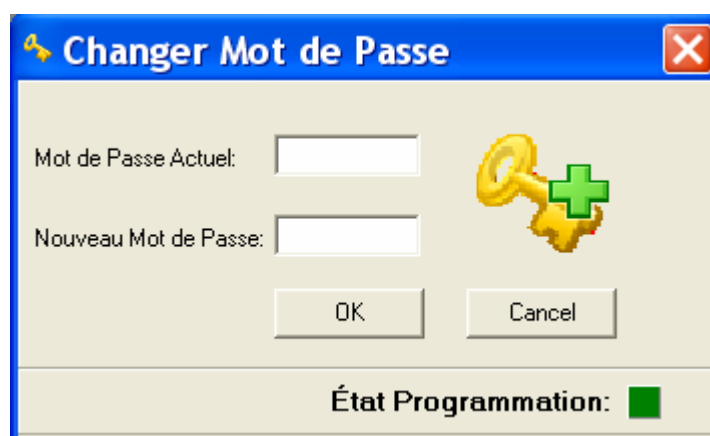 Changer Mot de Passe
Mot de Passe Actuel:
Nouveau Mot de Passe:
OK Cancel
État Programmation: